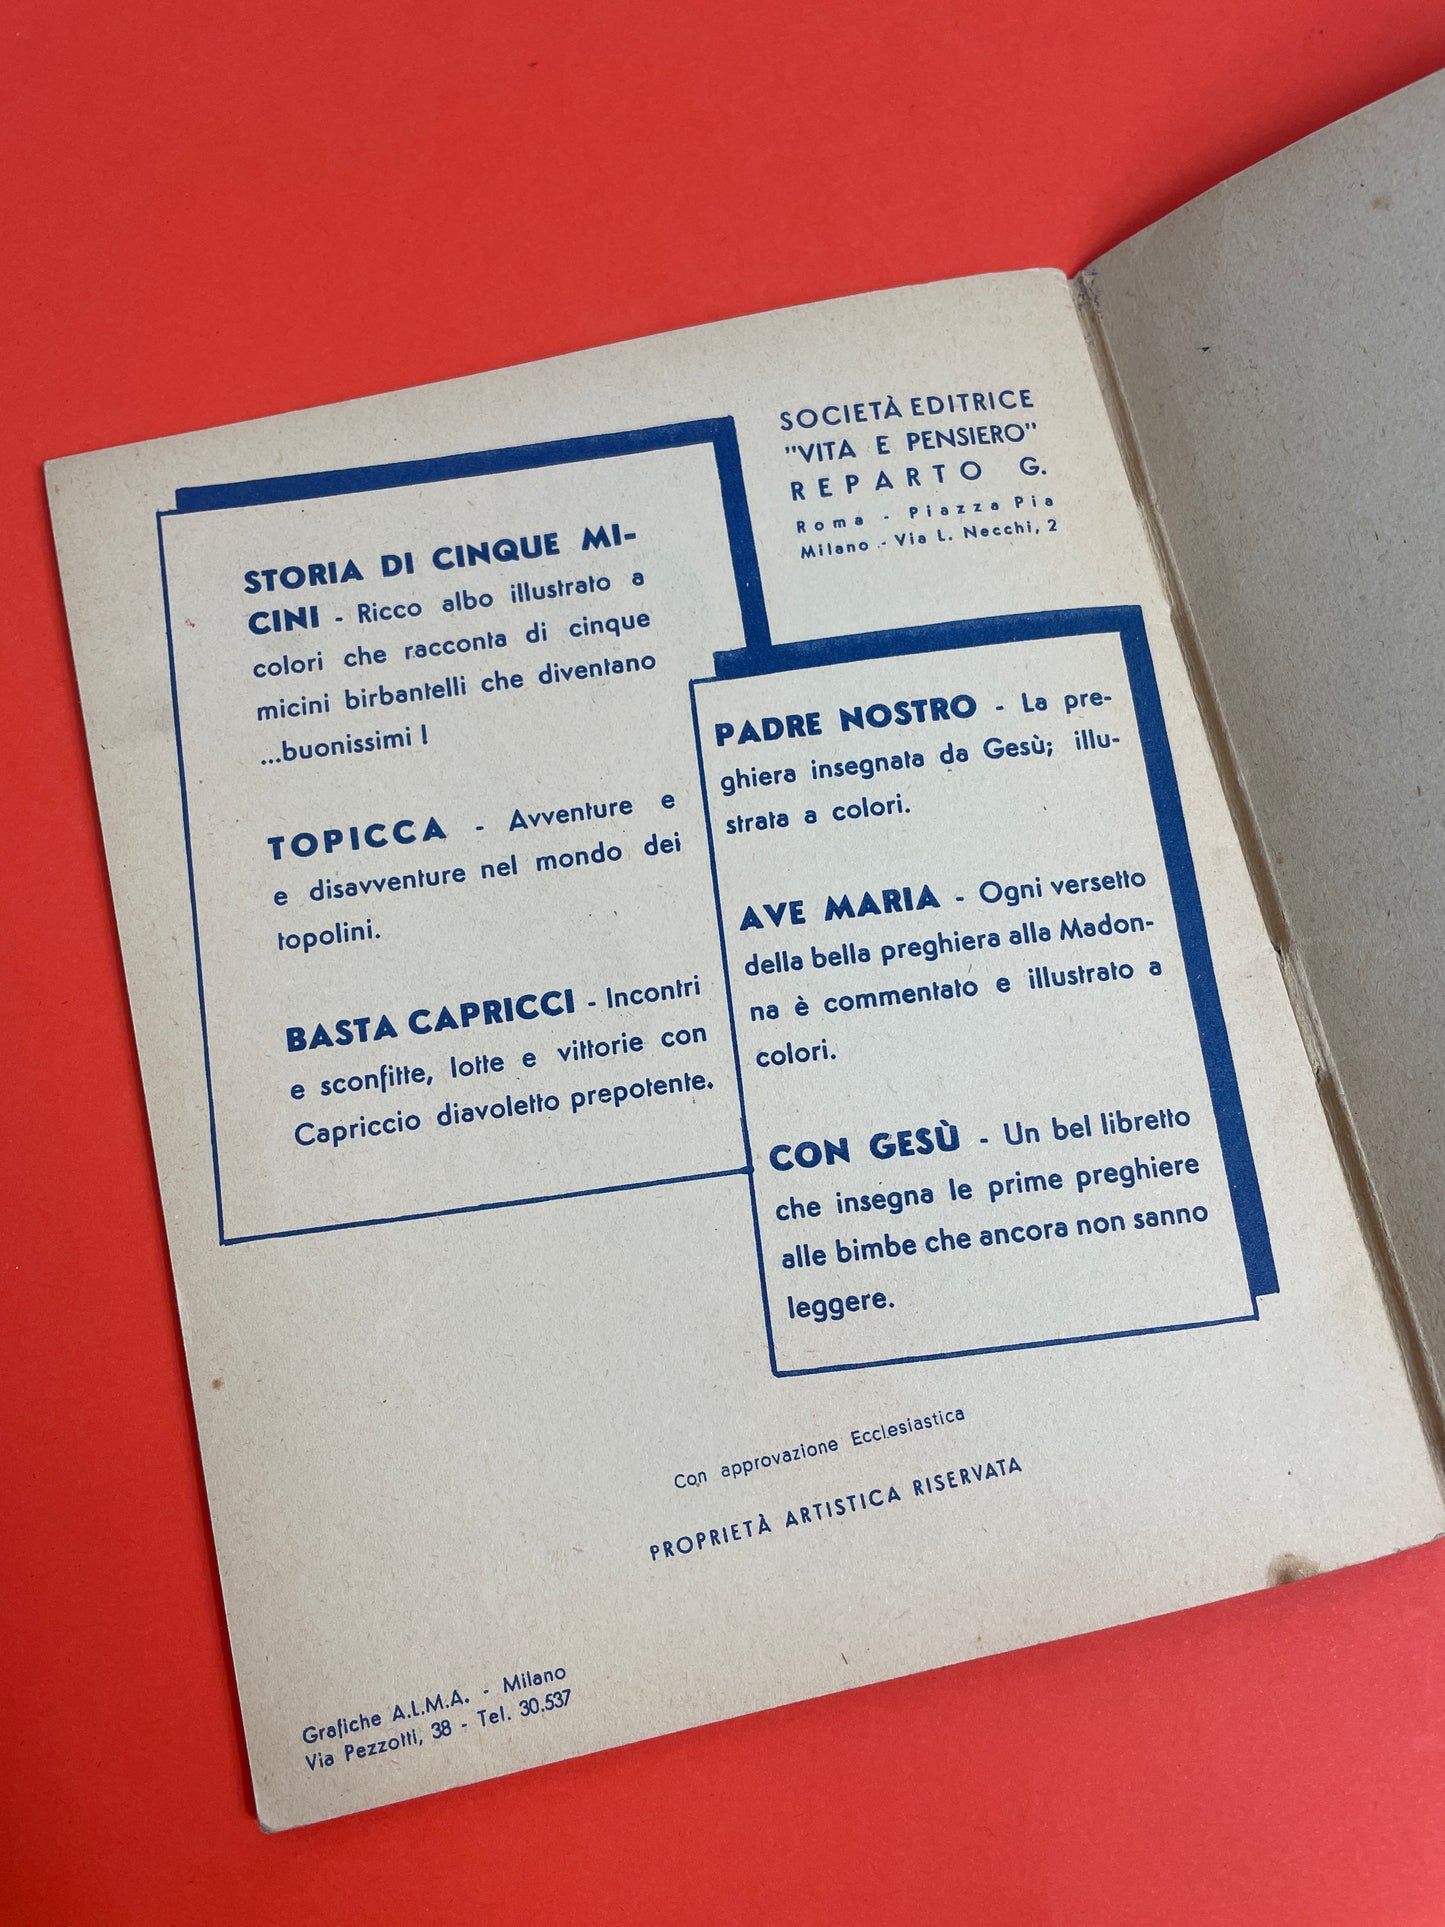 SOCIETÀ EDITRICE
"VITA E PENSIERO"
REPARTO G.
Roma - Piazza Pia
Milano - Via L. Necchi, 2
STORIA DI CINQUE MI-
CINI - Ricco albo illustrato a
colori che racconta di cinque
micini birbantelli che diventano
...buonissimi !
TOPICCA - Avventure e
e disavventure nel mondo dei
topolini.
BASTA CAPRICCI - Incontri
e sconfitte, lotte e vittorie con
Capriccio diavoletto prepotente.
PADRE NOSTRO - La pre-
ghiera insegnata da Gesù; illu-
strata a colori.
AVE MARIA - Ogni versetto
della bella preghiera alla Madon-
na è commentato e illustrato a
colori.
CON GESÙ - Un bel libretto
che insegna le prime preghiere
alle bimbe che ancora non sanno
leggere.
Con approvazione Ecclesiastica
PROPRIETÀ ARTISTICA RISERVATA
Grafiche A.L.M.A. - Milano
Via Pezzotti, 38 - Tel. 30.537